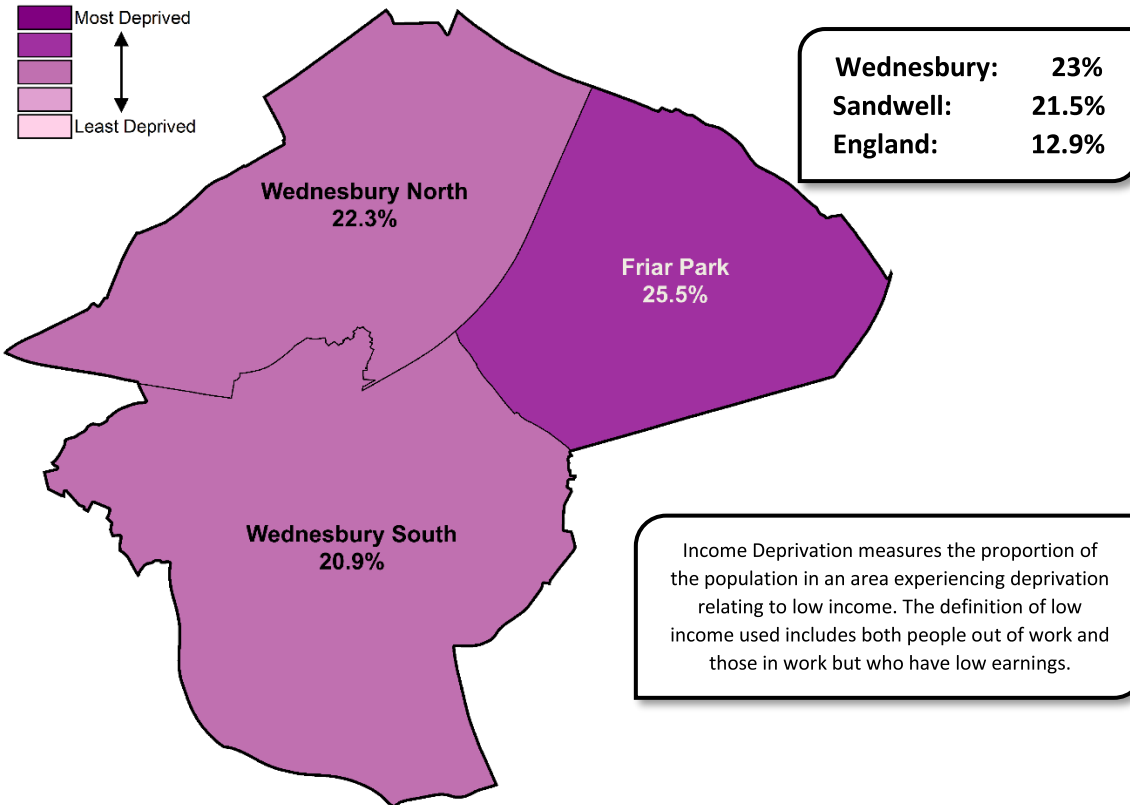 Most Deprived
Least Deprived
Wednesbury: 23%
Sandwell: 21.5%
England: 12.9%
Wednesbury North
22.3%
Friar Park
25.5%
Wednesbury South
20.9%
Income Deprivation measures the proportion of
the population in an area experiencing deprivation
relating to low income. The definition of low
income used includes both people out of work and
those in work but who have low earnings.